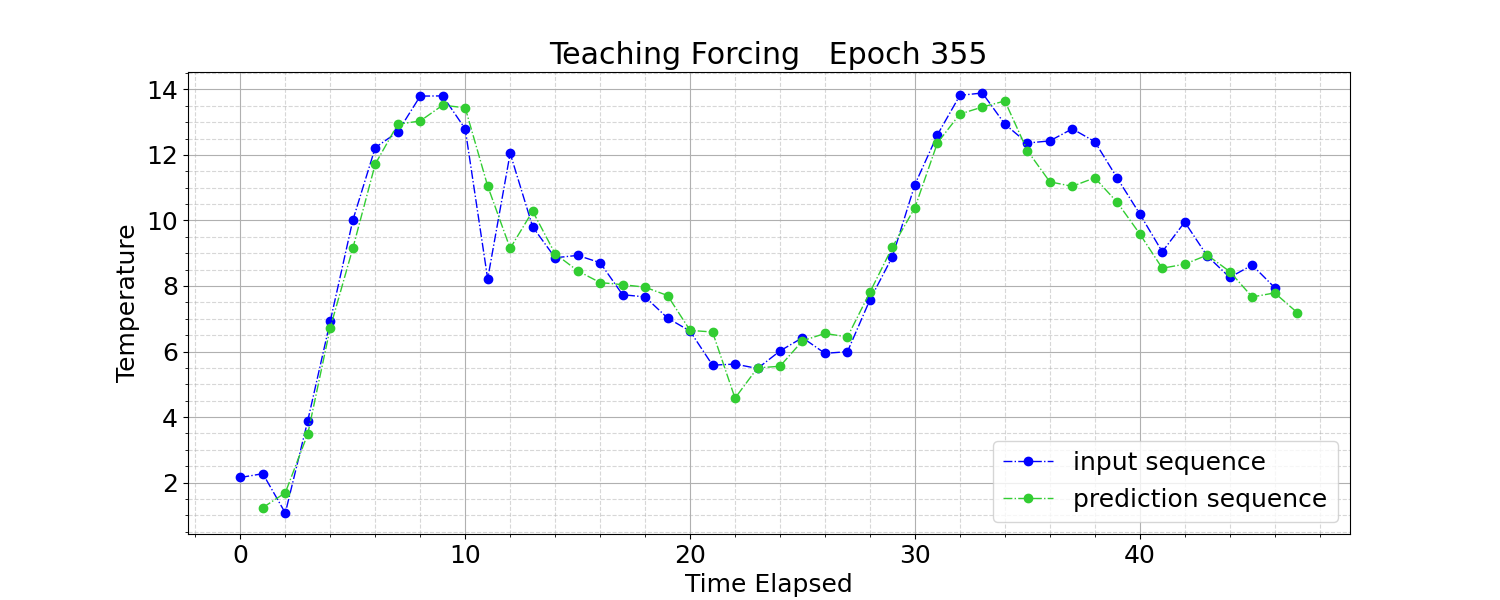 Teaching Forcing   Epoch 355
14
12
10
8
6
4
2
Temperature
input sequence
prediction sequence
0 10 20 30 40
Time Elapsed